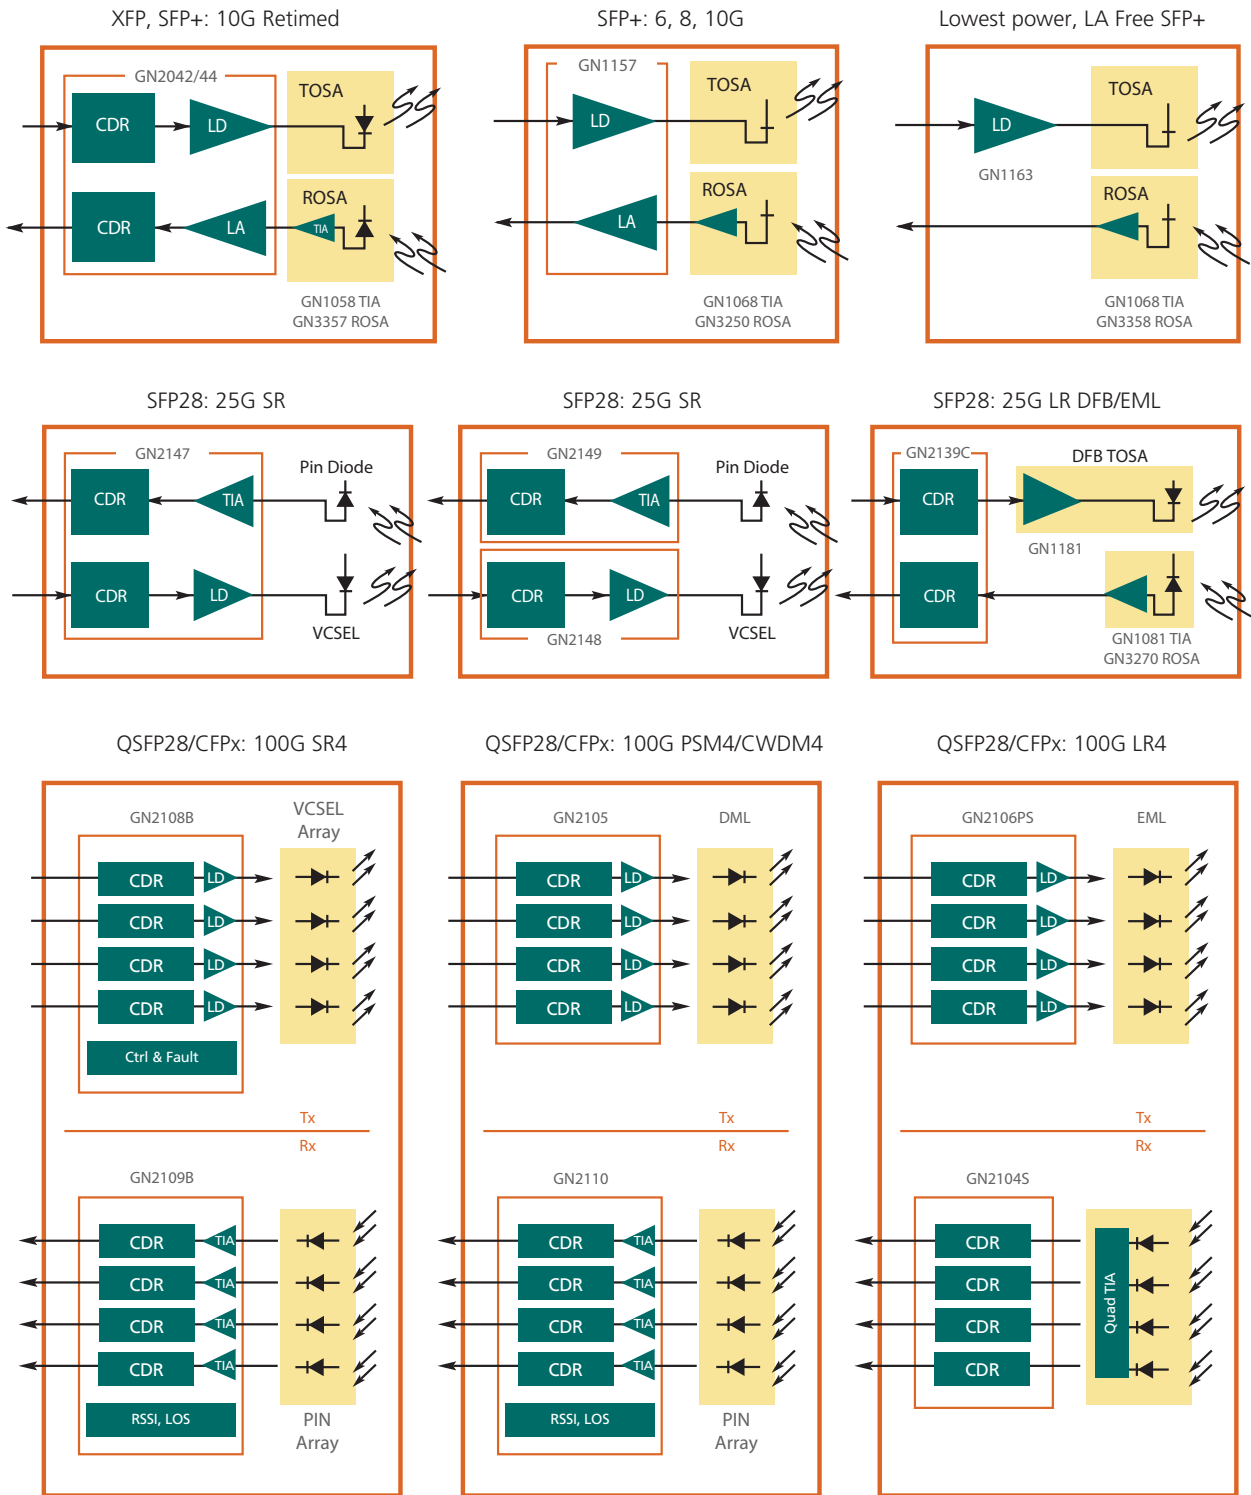 XFP, SFP+: 10G Retimed
GN2042/44
TOSA
CDR
LD
ROSA
CDR
LA
TIA
GN1058 TIA
GN3357 ROSA
SFP+: 6, 8, 10G
GN1157
TOSA
LD
ROSA
LA
GN1068 TIA
GN3250 ROSA
Lowest power, LA Free SFP+
TOSA
LD
GN1163
ROSA
GN1068 TIA
GN3358 ROSA
SFP28: 25G SR
GN2147
Pin Diode
CDR
TIA
CDR
LD
VCSEL
SFP28: 25G SR
GN2149
Pin Diode
CDR
TIA
CDR
LD
GN2148
VCSEL
SFP28: 25G LR DFB/EML
GN2139C
DFB TOSA
CDR
GN1181
CDR
GN1081 TIA
GN3270 ROSA
QSFP28/CFPx: 100G SR4
GN2108B
VCSEL
Array
CDR
LD
CDR
LD
CDR
LD
CDR
LD
Ctrl & Fault
Tx
Rx
GN2109B
CDR
TIA
CDR
TIA
CDR
TIA
CDR
TIA
RSSI, LOS
PIN
Array
QSFP28/CFPx: 100G PSM4/CWDM4
GN2105
DML
CDR
LD
CDR
LD
CDR
LD
CDR
LD
Tx
Rx
GN2110
CDR
TIA
CDR
TIA
CDR
TIA
CDR
TIA
RSSI, LOS
PIN
Array
QSFP28/CFPx: 100G LR4
GN2106PS
EML
CDR
LD
CDR
LD
CDR
LD
CDR
LD
Tx
Rx
GN2104S
CDR
CDR
CDR
CDR
Quad TIA